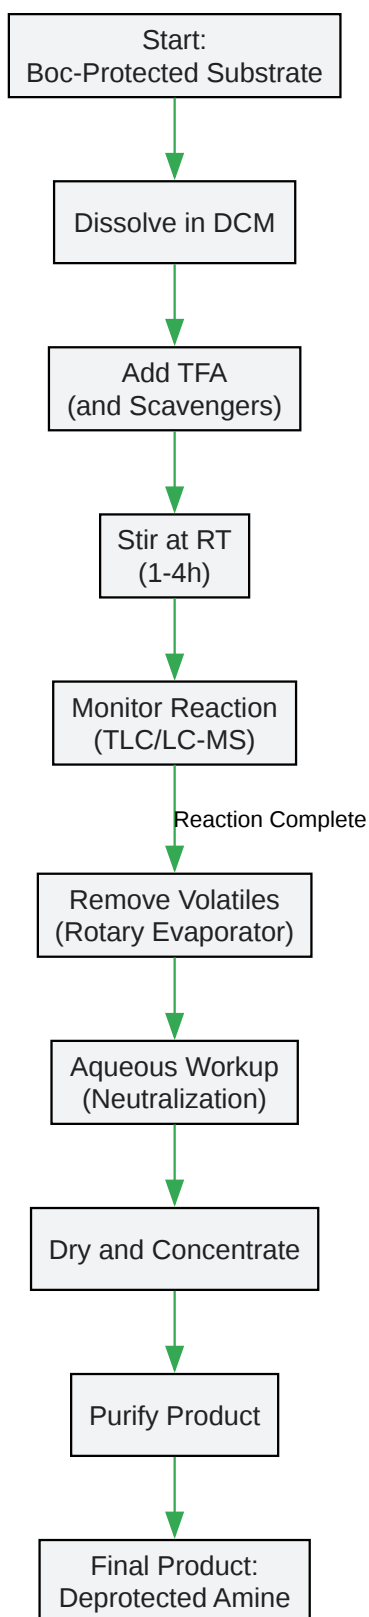 Start:
Boc-Protected Substrate
Dissolve in DCM
Add TFA
(and Scavengers)
Stir at RT
(1-4h)
Monitor Reaction
(TLC/LC-MS)
Reaction Complete
Remove Volatiles
(Rotary Evaporator)
Aqueous Workup
(Neutralization)
Dry and Concentrate
Purify Product
Final Product:
Deprotected Amine